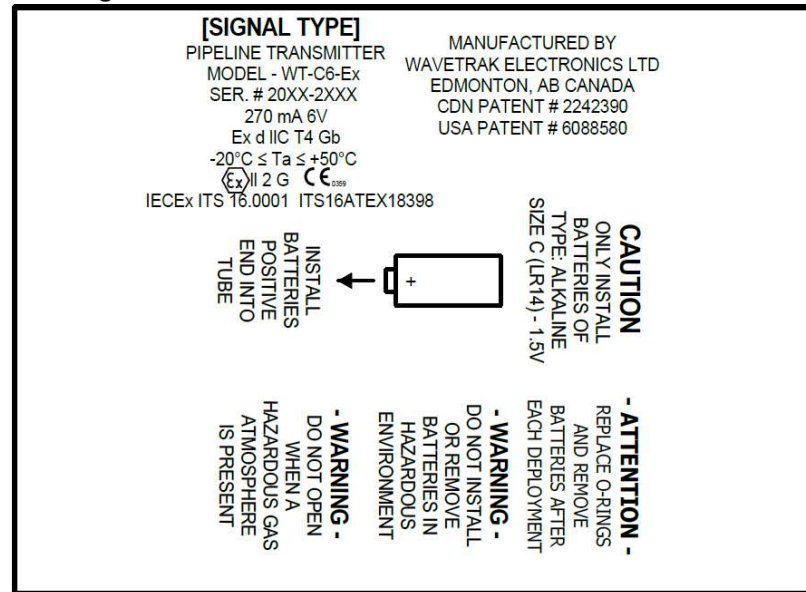 [SIGNAL TYPE]
PIPELINE TRANSMITTER
MODEL - WT-C6-Ex
SER. # 20XX-2XXX
270 mA 6V
Ex d IIC T4 Gb
-20°C ≤ Ta ≤ +50°C
Ex II 2 G CE 0359
IECEx ITS 16.0001 ITS16ATEX18398
MANUFACTURED BY
WAVETRAK ELECTRONICS LTD
EDMONTON, AB CANADA
CDN PATENT # 2242390
USA PATENT # 6088580
INSTALL
BATTERIES
POSITIVE
END INTO
TUBE
+
CAUTION
ONLY INSTALL
BATTERIES OF
TYPE: ALKALINE
SIZE C (LR14) - 1.5V
- WARNING -
DO NOT OPEN
WHEN A
HAZARDOUS GAS
ATMOSPHERE
IS PRESENT
- WARNING -
DO NOT INSTALL
OR REMOVE
BATTERIES IN
HAZARDOUS
ENVIRONMENT
- ATTENTION -
REPLACE O-RINGS
AND REMOVE
BATTERIES AFTER
EACH DEPLOYMENT